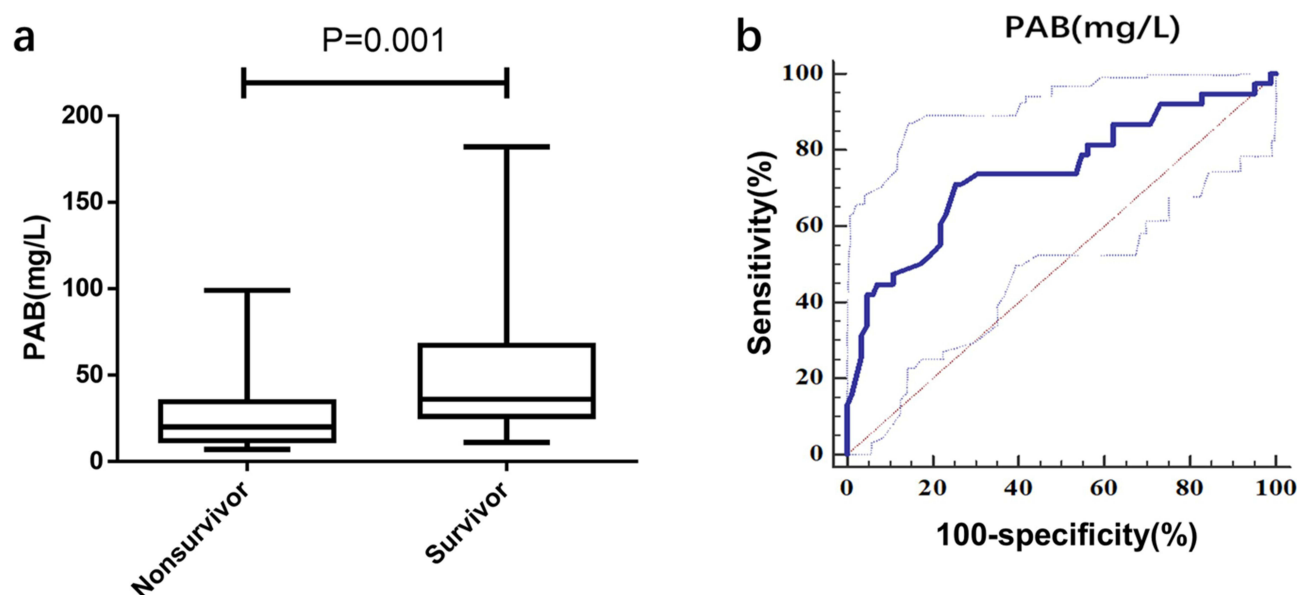 a
P=0.001
PAB(mg/L)
200
150
100
50
0
Nonsurvivor
Survivor
b
PAB(mg/L)
Sensitivity(%)
100
80
60
40
20
0
0 20 40 60 80 100
100-specificity(%)